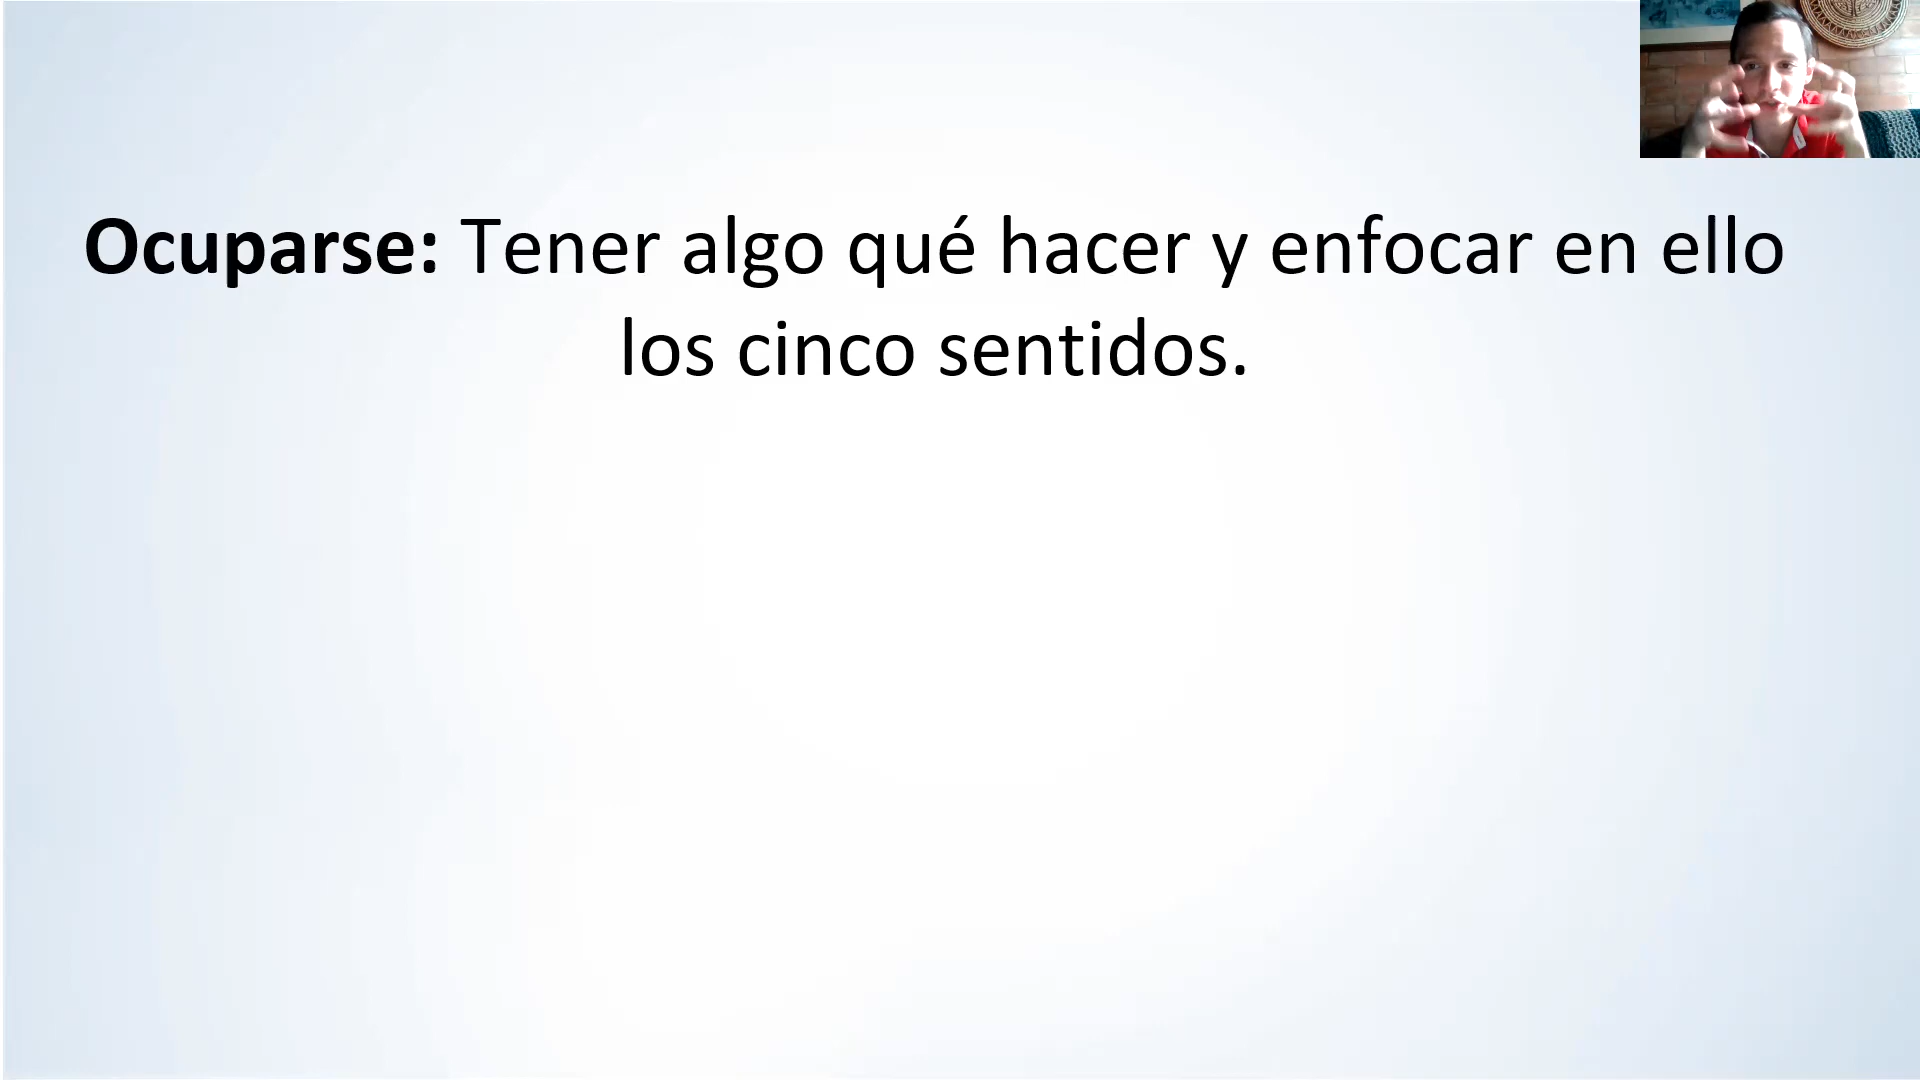 Ocuparse: Tener algo qué hacer y enfocar en ello
los cinco sentidos.